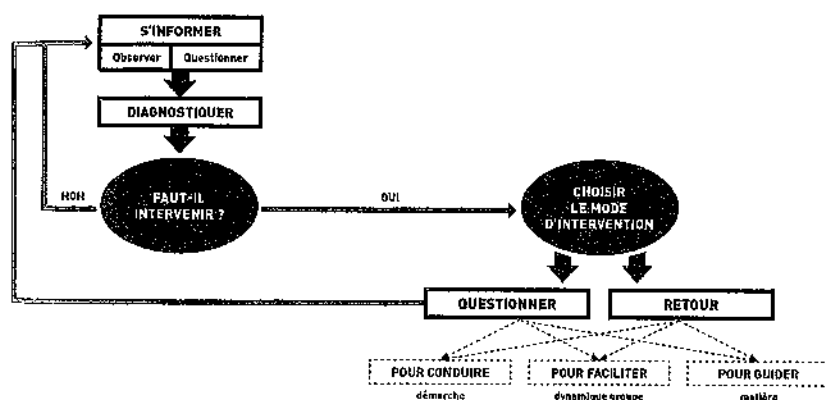 S'INFORMER
Observer Questionner
DIAGNOSTIQUER
NON
FAUT-IL
INTERVENIR ?
OUI
CHOISIR
LE MODE
D'INTERVENTION
QUESTIONNER
RETOUR
POUR CONDUIRE
POUR FACILITER
POUR GUIDER
démarche
dynamique groupe
matière